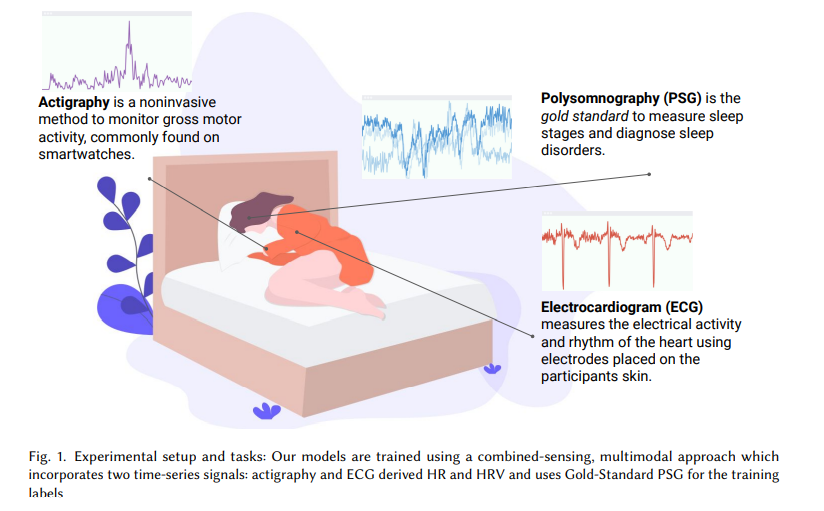 Actigraphy is a noninvasive
method to monitor gross motor
activity, commonly found on
smartwatches.
Polysomnography (PSG) is the
gold standard to measure sleep
stages and diagnose sleep
disorders.
Electrocardiogram (ECG)
measures the electrical activity
and rhythm of the heart using
electrodes placed on the
participants skin.
Fig. 1. Experimental setup and tasks: Our models are trained using a combined-sensing, multimodal approach which
incorporates two time-series signals: actigraphy and ECG derived HR and HRV and uses Gold-Standard PSG for the training
labels